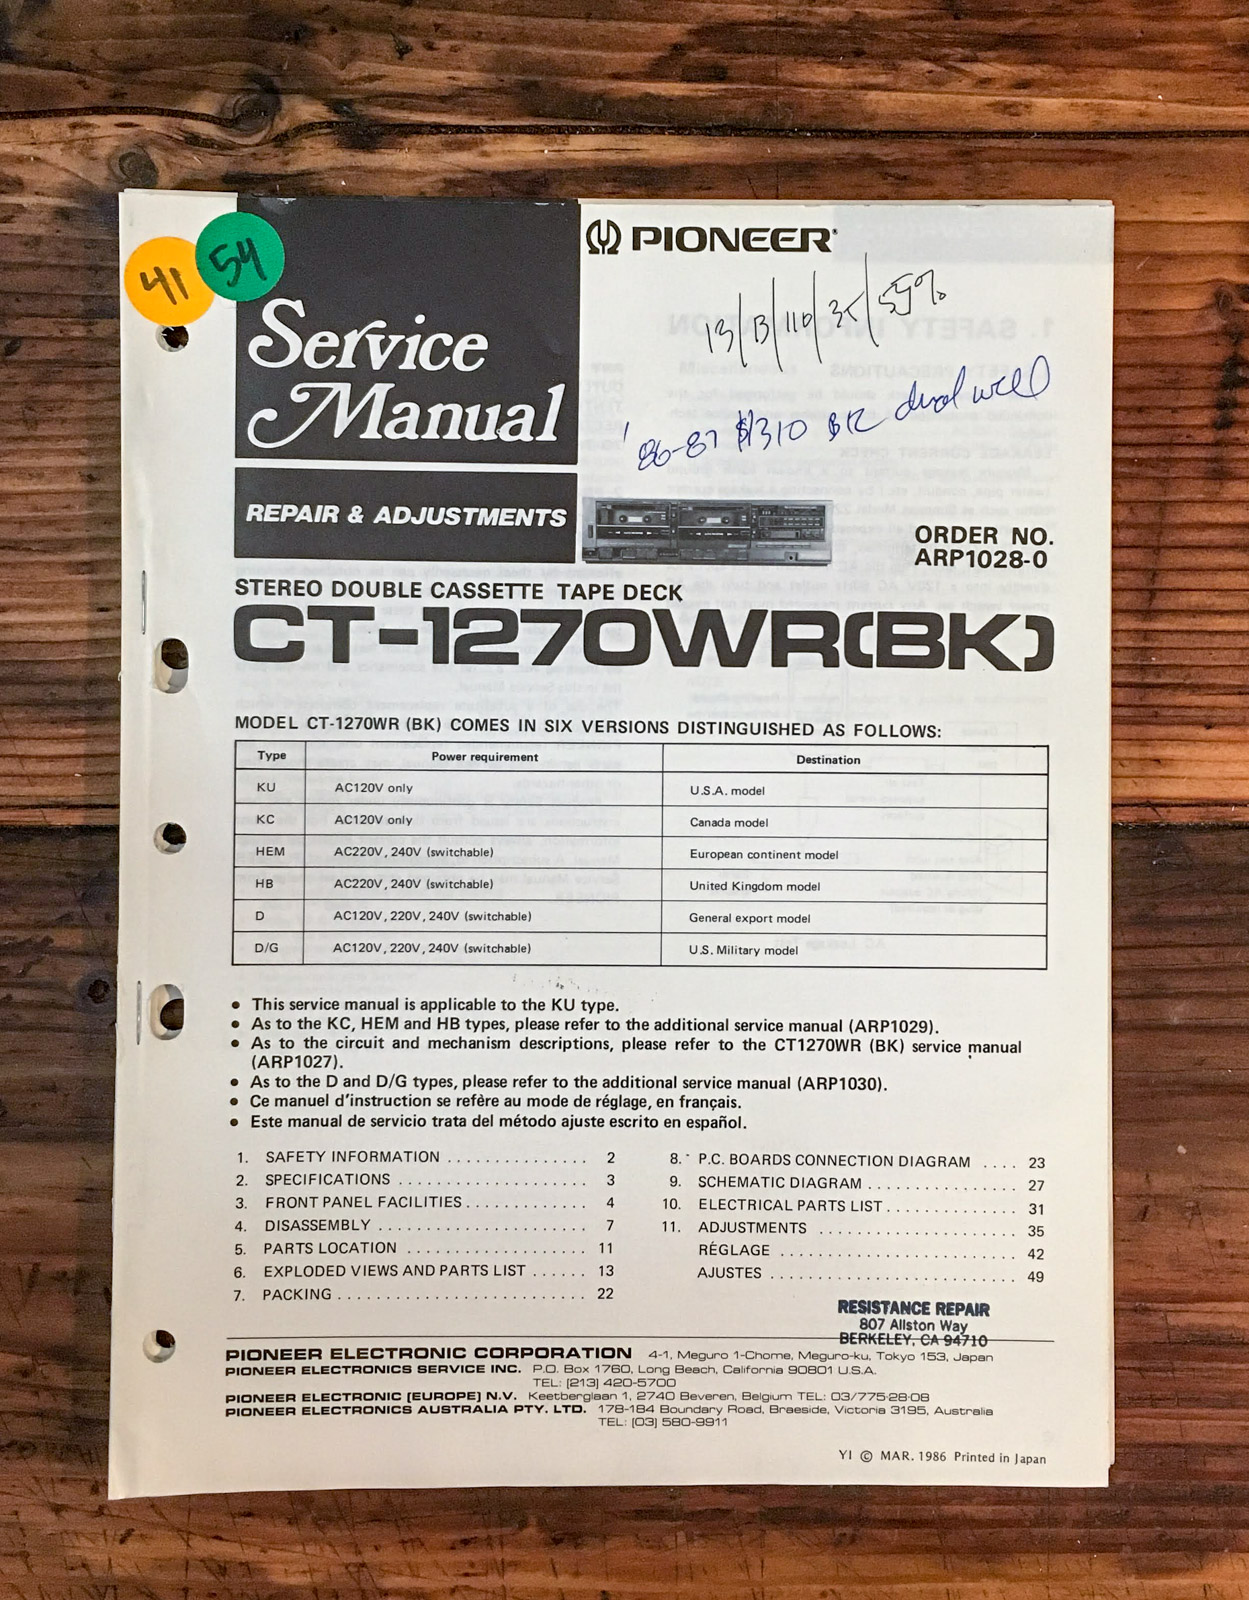 41
54
Service
Manual
REPAIR & ADJUSTMENTS
PIONEER
13/B/110/35/59%
'86-87 $1310 BK dual well
ORDER NO.
ARP1028-0
STEREO DOUBLE CASSETTE TAPE DECK
CT-1270WR(BK)
MODEL CT-1270WR (BK) COMES IN SIX VERSIONS DISTINGUISHED AS FOLLOWS:
Type Power requirement Destination
KU AC120V only U.S.A. model
KC AC120V only Canada model
HEM AC220V, 240V (switchable) European continent model
HB AC220V, 240V (switchable) United Kingdom model
D AC120V, 220V, 240V (switchable) General export model
D/G AC120V, 220V, 240V (switchable) U.S. Military model
• This service manual is applicable to the KU type.
• As to the KC, HEM and HB types, please refer to the additional service manual (ARP1029).
• As to the circuit and mechanism descriptions, please refer to the CT1270WR (BK) service manual
(ARP1027).
• As to the D and D/G types, please refer to the additional service manual (ARP1030).
• Ce manuel d'instruction se refère au mode de réglage, en français.
• Este manual de servicio trata del método ajuste escrito en español.
1. SAFETY INFORMATION ............... 2
2. SPECIFICATIONS ..................... 3
3. FRONT PANEL FACILITIES ............. 4
4. DISASSEMBLY ....................... 7
5. PARTS LOCATION .................... 11
6. EXPLODED VIEWS AND PARTS LIST ...... 13
7. PACKING ........................... 22
8. P.C. BOARDS CONNECTION DIAGRAM .... 23
9. SCHEMATIC DIAGRAM ................ 27
10. ELECTRICAL PARTS LIST .............. 31
11. ADJUSTMENTS ...................... 35
RÉGLAGE .......................... 42
AJUSTES ........................... 49
RESISTANCE REPAIR
807 Allston Way
BERKELEY, CA 94710
PIONEER ELECTRONIC CORPORATION 4-1, Meguro 1-Chome, Meguro-ku, Tokyo 153, Japan
PIONEER ELECTRONICS SERVICE INC. P.O. Box 1760, Long Beach, California 90801 U.S.A.
TEL: (213) 420-5700
PIONEER ELECTRONIC (EUROPE) N.V. Keetberglaan 1, 2740 Beveren, Belgium TEL: 03/775·28·08
PIONEER ELECTRONICS AUSTRALIA PTY. LTD. 178-184 Boundary Road, Braeside, Victoria 3195, Australia
TEL: (03) 580-9911
YI © MAR. 1986 Printed in Japan